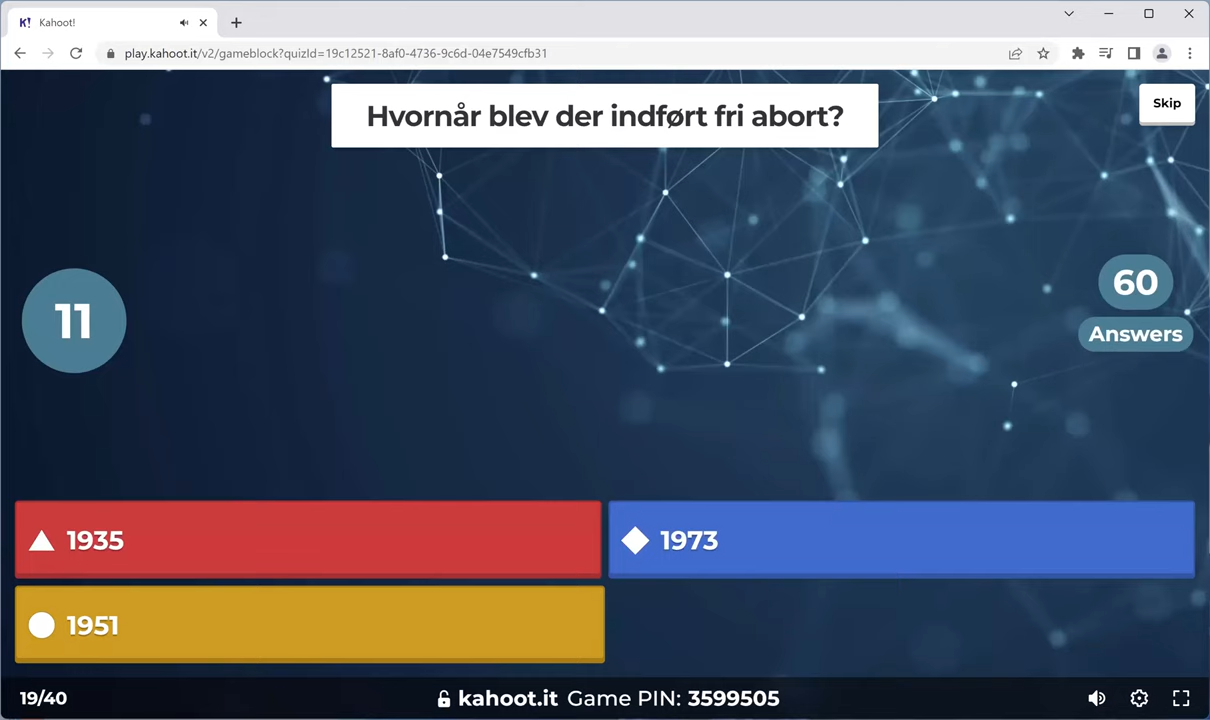 Kahoot!
play.kahoot.it/v2/gameblock?quizId=19c12521-8af0-4736-9c6d-04e7549cfb31
Hvornår blev der indført fri abort?
Skip
11
60
Answers
1935
1973
1951
19/40
kahoot.it Game PIN: 3599505